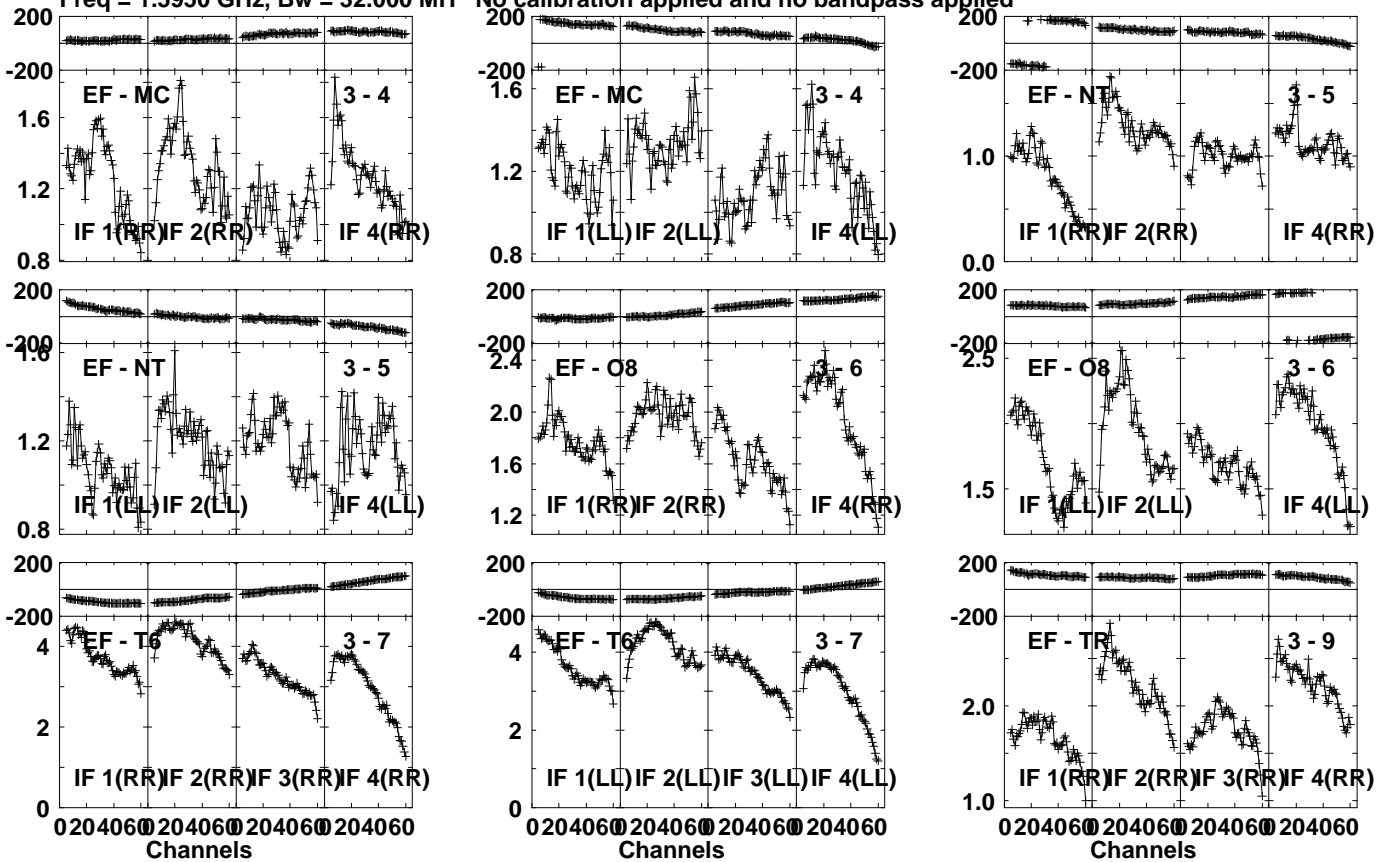 Freq = 1.5950 GHz, Bw = 32.000 MH No calibration applied and no bandpass applied
200 200 200
-200 -200 -200
EF - MC 3 - 4 EF - MC 3 - 4 EF - NT 3 - 5
1.6 1.6
1.2 1.2 1.0
IF 1(RR) IF 2(RR) IF 4(RR) IF 1(LL) IF 2(LL) IF 4(LL) IF 1(RR) IF 2(RR) IF 4(RR)
0.8 0.8 0.0
200 200 200
-200 -200 -200
1.6 2.4 2.5
EF - NT 3 - 5 EF - O8 3 - 6 EF - O8 3 - 6
1.2 2.0
1.6 1.5
IF 1(LL) IF 2(LL) IF 4(LL) IF 1(RR) IF 2(RR) IF 4(RR) IF 1(LL) IF 2(LL) IF 4(LL)
0.8 1.2
200 200 200
-200 -200 -200
EF - T6 3 - 7 EF - T6 3 - 7 EF - TR 3 - 9
4 4
2 2 2.0
IF 1(RR) IF 2(RR) IF 3(RR) IF 4(RR) IF 1(LL) IF 2(LL) IF 3(LL) IF 4(LL) IF 1(RR) IF 2(RR) IF 3(RR) IF 4(RR)
0 0 1.0
0 20 40 60 0 20 40 60 0 20 40 60 0 20 40 60 0 20 40 60 0 20 40 60 0 20 40 60 0 20 40 60 0 20 40 60 0 20 40 60 0 20 40 60 0 20 40 60
Channels Channels Channels